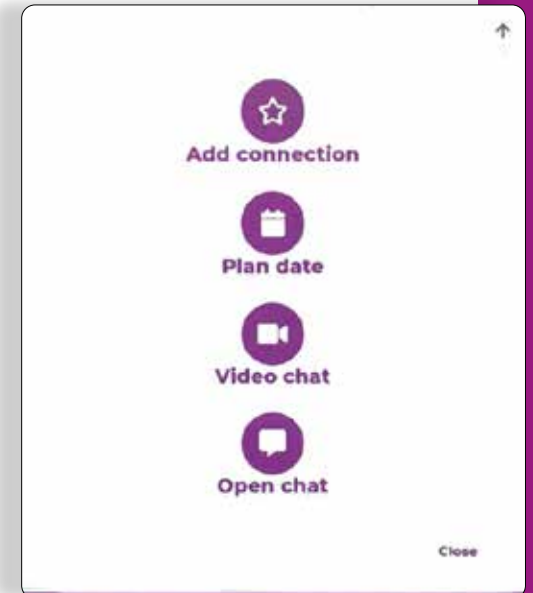 Add connection
Plan date
Video chat
Open chat
Close